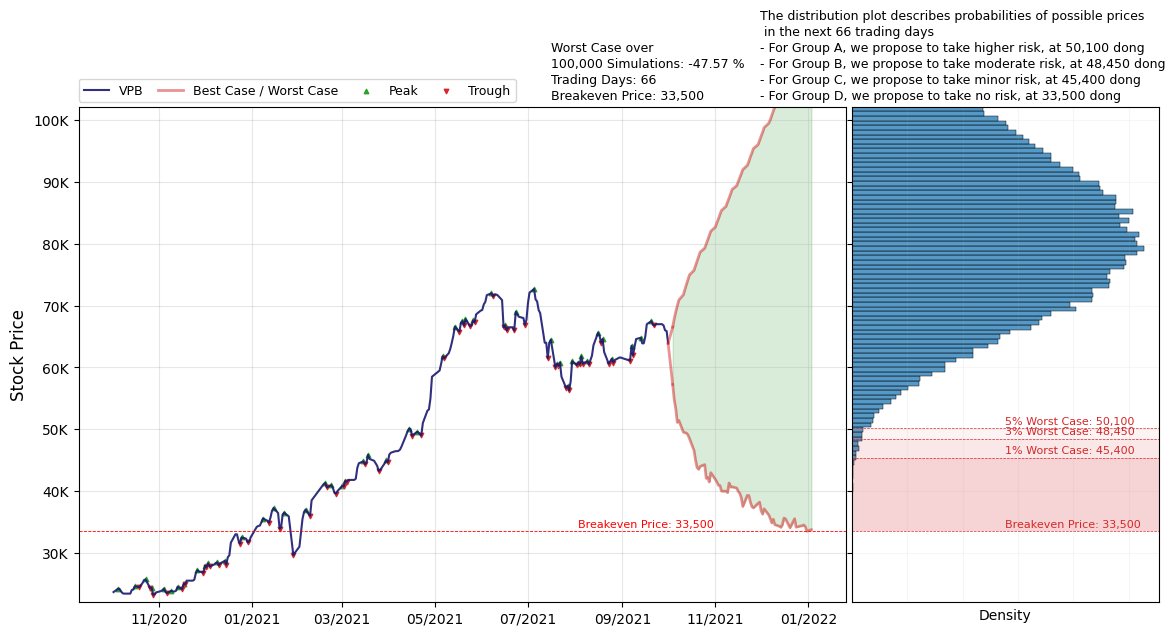 The distribution plot describes probabilities of possible prices
in the next 66 trading days
- For Group A, we propose to take higher risk, at 50,100 dong
- For Group B, we propose to take moderate risk, at 48,450 dong
- For Group C, we propose to take minor risk, at 45,400 dong
- For Group D, we propose to take no risk, at 33,500 dong
Worst Case over
100,000 Simulations: -47.57 %
Trading Days: 66
Breakeven Price: 33,500
VPB
Best Case / Worst Case
Peak
Trough
Stock Price
100K
90K
80K
70K
60K
50K
40K
30K
Breakeven Price: 33,500
5% Worst Case: 50,100
3% Worst Case: 48,450
1% Worst Case: 45,400
Breakeven Price: 33,500
11/2020
01/2021
03/2021
05/2021
07/2021
09/2021
11/2021
01/2022
Density